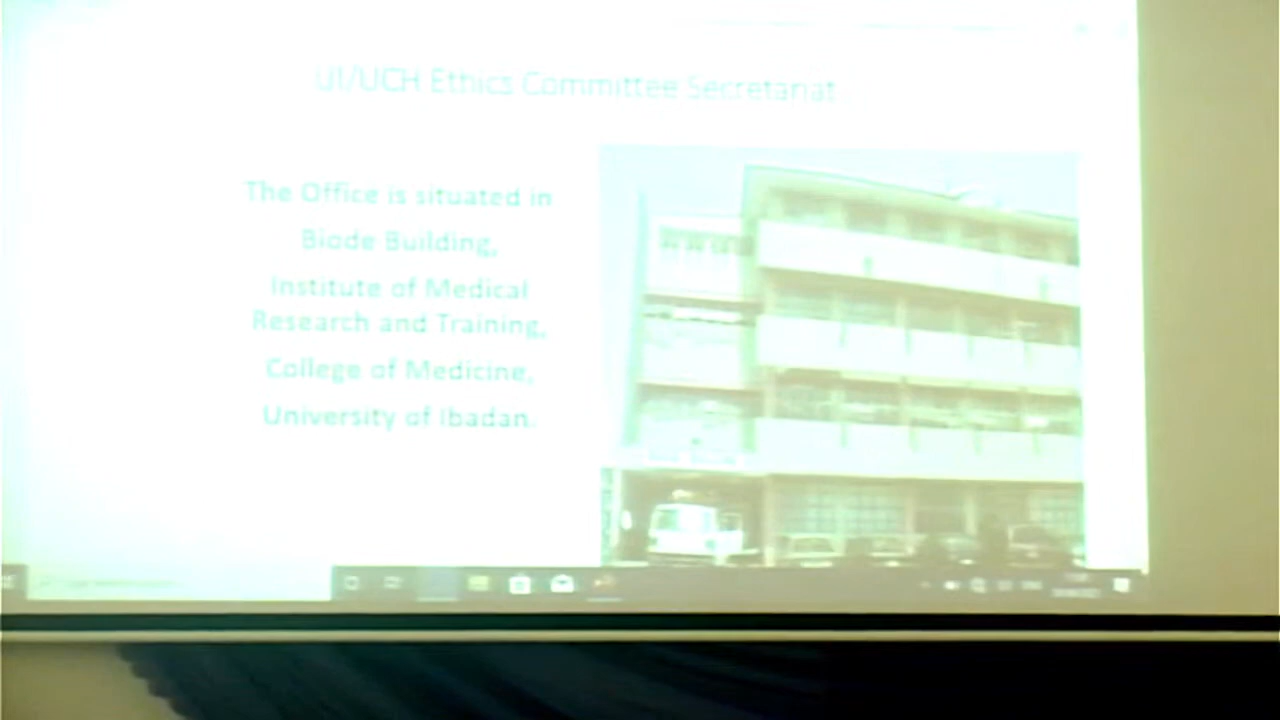 UI/UCH Ethics Committee Secretariat
The Office is situated in
Biode Building,
Institute of Medical
Research and Training,
College of Medicine,
University of Ibadan.